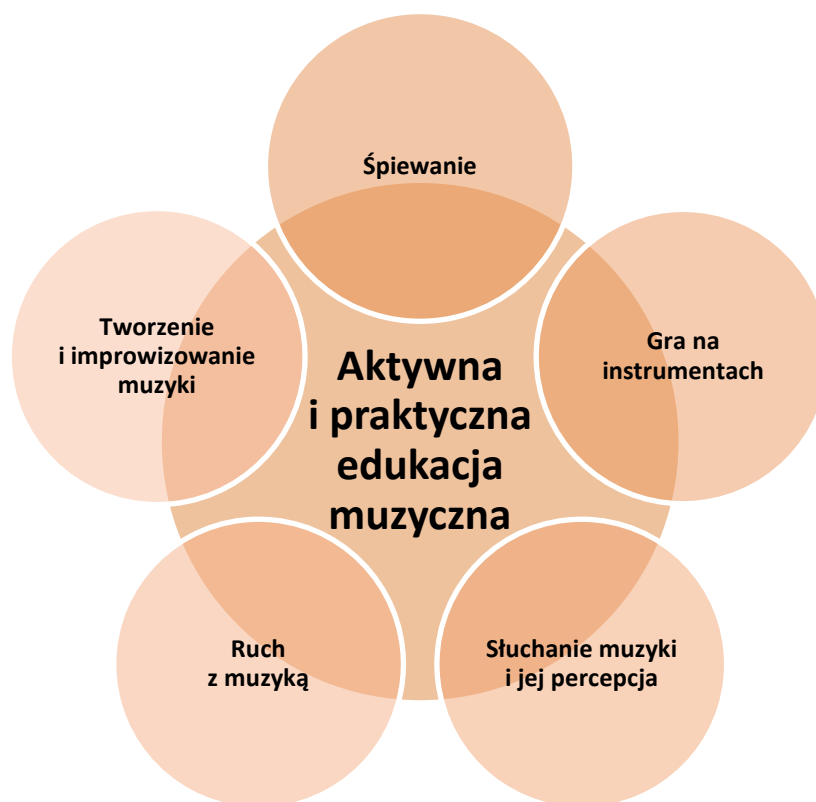 Śpiewanie
Gra na
instrumentach
Słuchanie muzyki
i jej percepcja
Ruch
z muzyką
Tworzenie
i improwizowanie
muzyki
Aktywna
i praktyczna
edukacja
muzyczna